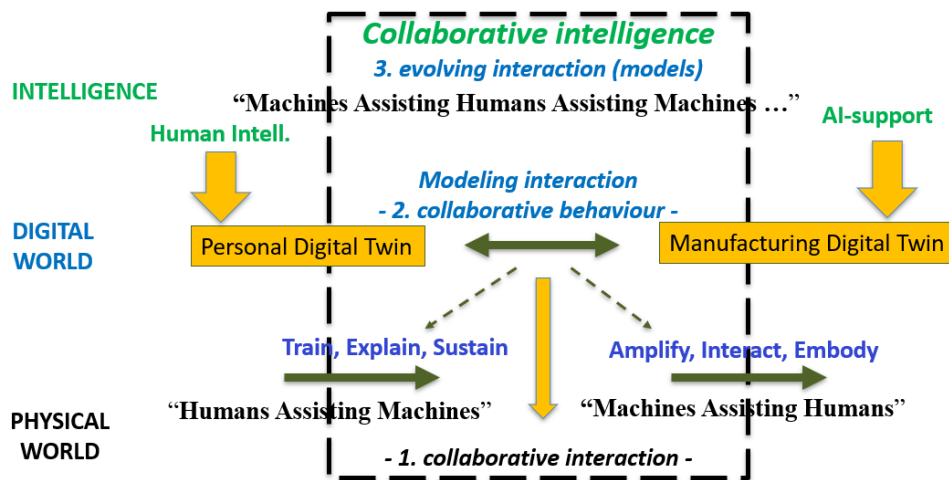 Collaborative intelligence
3. evolving interaction (models)
INTELLIGENCE
“Machines Assisting Humans Assisting Machines …”
Human Intell.
AI-support
Modeling interaction
- 2. collaborative behaviour -
DIGITAL
WORLD
Personal Digital Twin
Manufacturing Digital Twin
Train, Explain, Sustain
Amplify, Interact, Embody
“Humans Assisting Machines”
“Machines Assisting Humans”
PHYSICAL
WORLD
- 1. collaborative interaction -